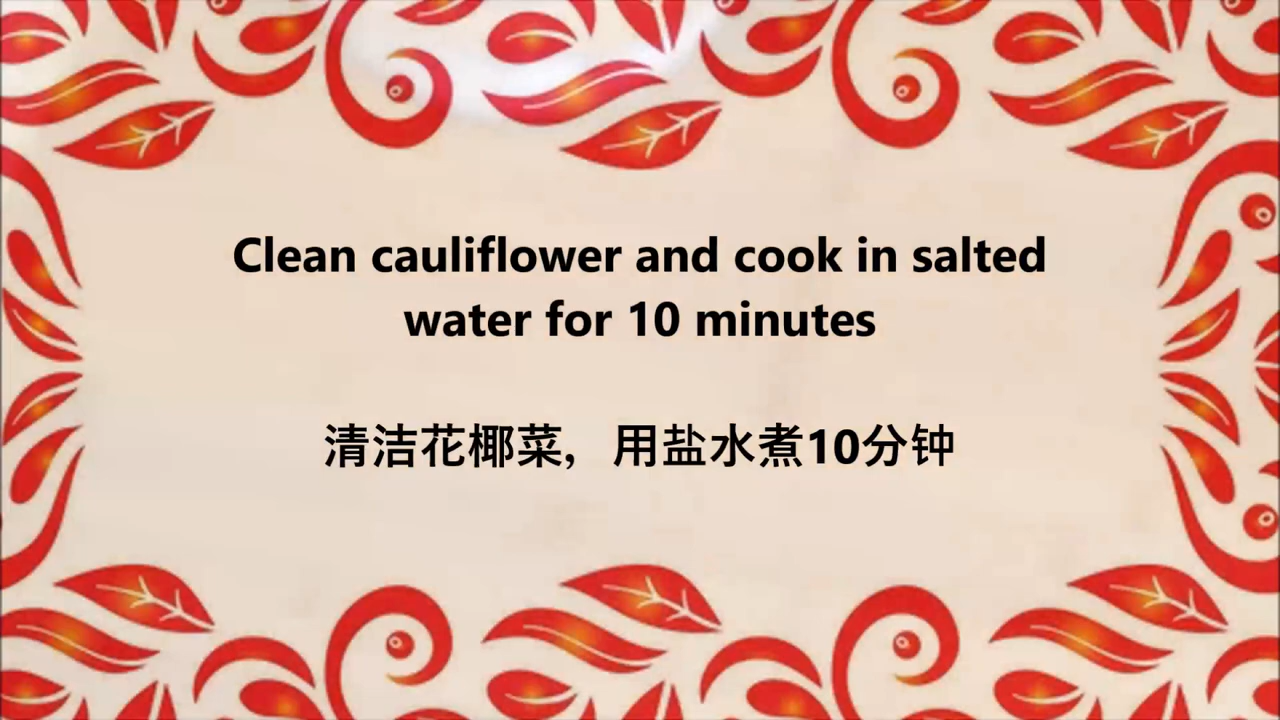 Clean cauliflower and cook in salted
water for 10 minutes
清洁花椰菜，用盐水煮10分钟